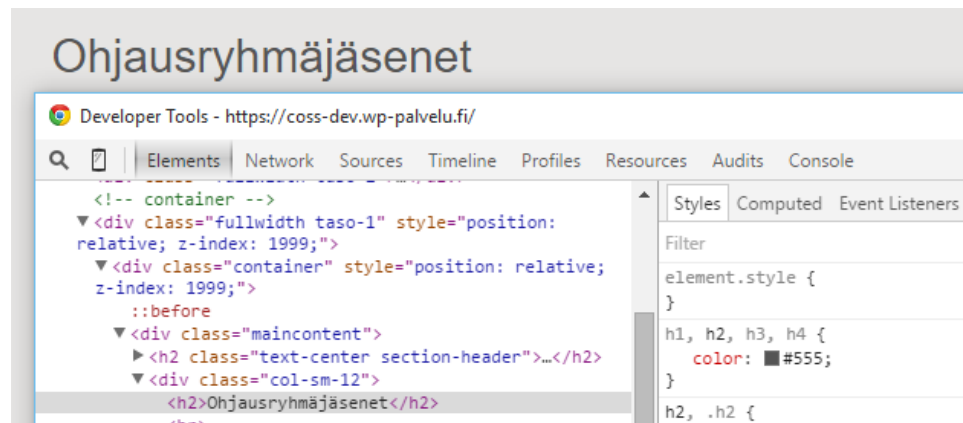 Ohjausryhmäjäsenet
Developer Tools - https://coss-dev.wp-palvelu.fi/
Elements Network Sources Timeline Profiles Resources Audits Console
<!-- container -->
▼<div class="fullwidth taso-1" style="position:
relative; z-index: 1999;">
▼<div class="container" style="position: relative;
z-index: 1999;">
::before
▼<div class="maincontent">
▶<h2 class="text-center section-header">…</h2>
▼<div class="col-sm-12">
<h2>Ohjausryhmäjäsenet</h2>
Styles Computed Event Listeners
Filter
element.style {
}
h1, h2, h3, h4 {
color: #555;
}
h2, .h2 {